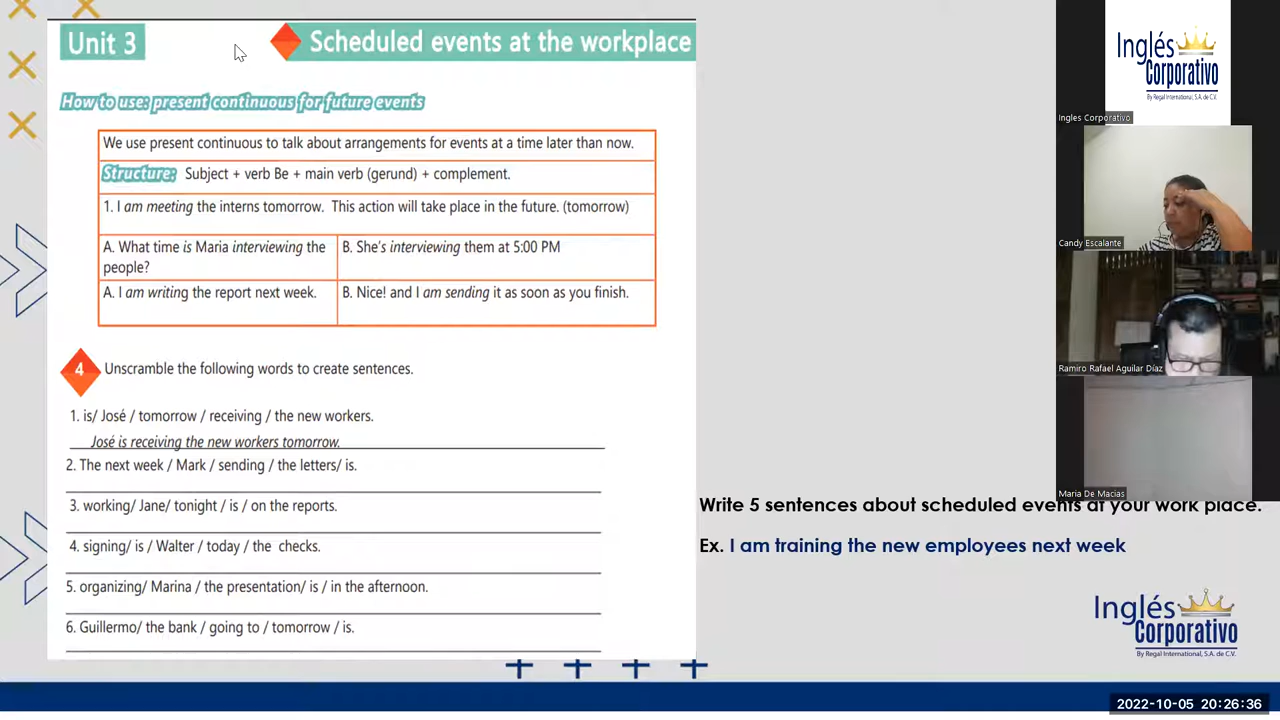 Unit 3
Scheduled events at the workplace
How to use: present continuous for future events
We use present continuous to talk about arrangements for events at a time later than now.
Structure: Subject + verb Be + main verb (gerund) + complement.
1. I am meeting the interns tomorrow. This action will take place in the future. (tomorrow)
A. What time is Maria interviewing the
people?
B. She's interviewing them at 5:00 PM
A. I am writing the report next week.
B. Nice! and I am sending it as soon as you finish.
4
Unscramble the following words to create sentences.
1. is/ José / tomorrow / receiving / the new workers.
José is receiving the new workers tomorrow.
2. The next week / Mark / sending / the letters/ is.
3. working/ Jane/ tonight / is / on the reports.
4. signing/ is / Walter / today / the checks.
5. organizing/ Marina / the presentation/ is / in the afternoon.
6. Guillermo/ the bank / going to / tomorrow / is.
Write 5 sentences about scheduled events at your work place.
Ex. I am training the new employees next week
Inglés
Corporativo
By Regal International, S.A. de C.V.
Ingles Corporativo
Candy Escalante
Ramiro Rafael Aguilar Díaz
Maria De Macias
Inglés
Corporativo
By Regal International, S.A. de C.V.
2022-10-05 20:26:36